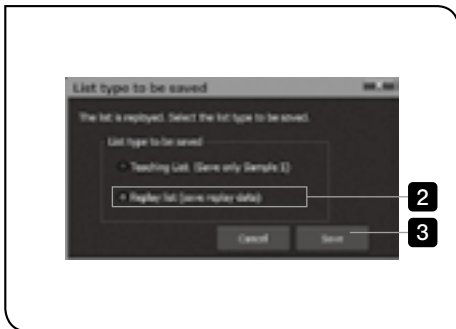 List type to be saved
The list is replayed. Select the list type to be saved.
List type to be saved
Teaching List (Save only Sample 1)
Replay list (save replay data)
2
Cancel
Save
3